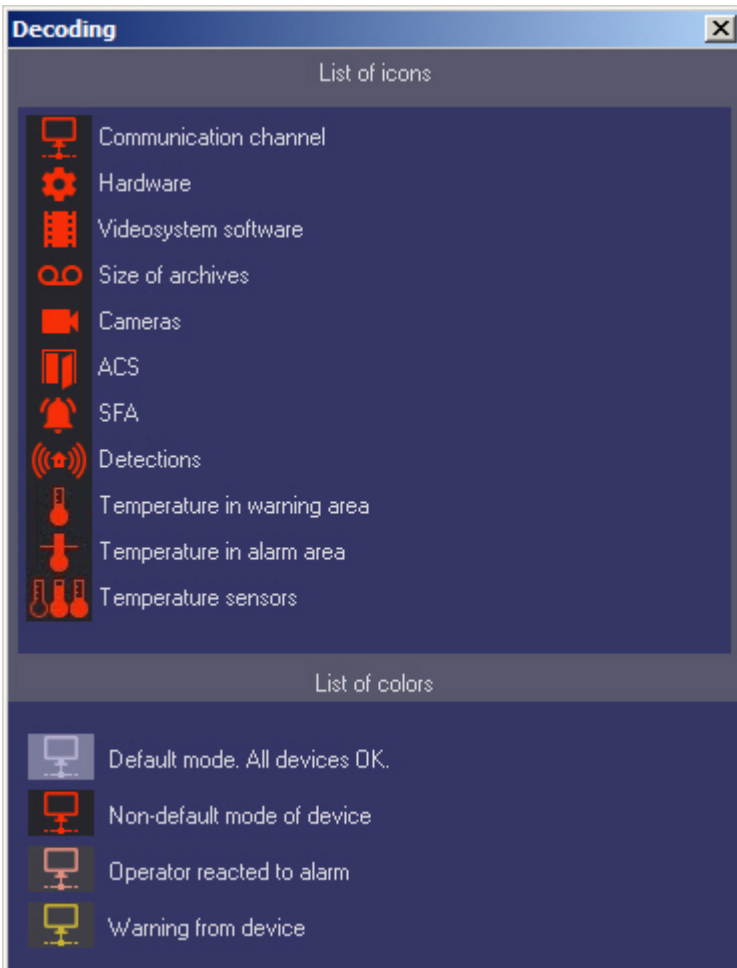 Decoding
List of icons
Communication channel
Hardware
Videosystem software
Size of archives
Cameras
ACS
SFA
Detections
Temperature in warning area
Temperature in alarm area
Temperature sensors
List of colors
Default mode. All devices OK.
Non-default mode of device
Operator reacted to alarm
Warning from device